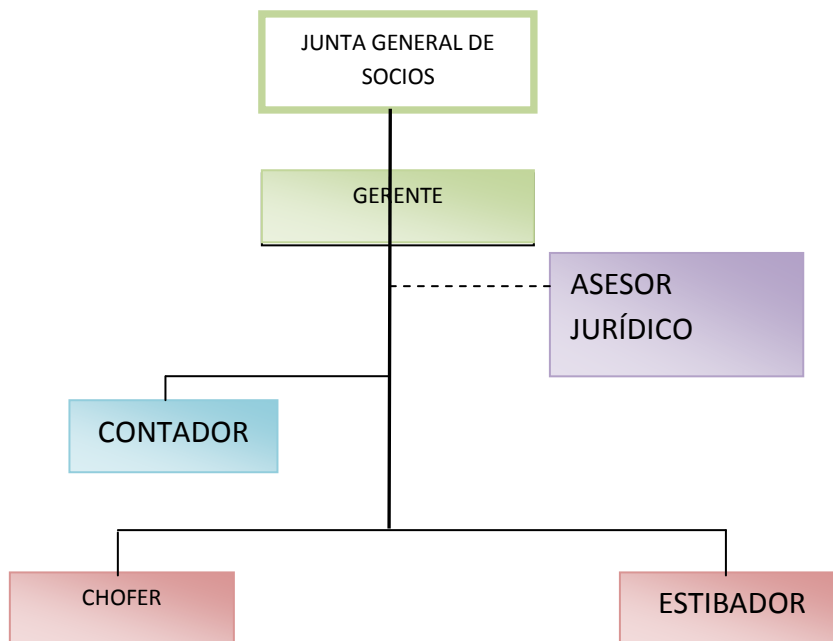 JUNTA GENERAL DE
SOCIOS
GERENTE
ASESOR
JURÍDICO
CONTADOR
CHOFER
ESTIBADOR